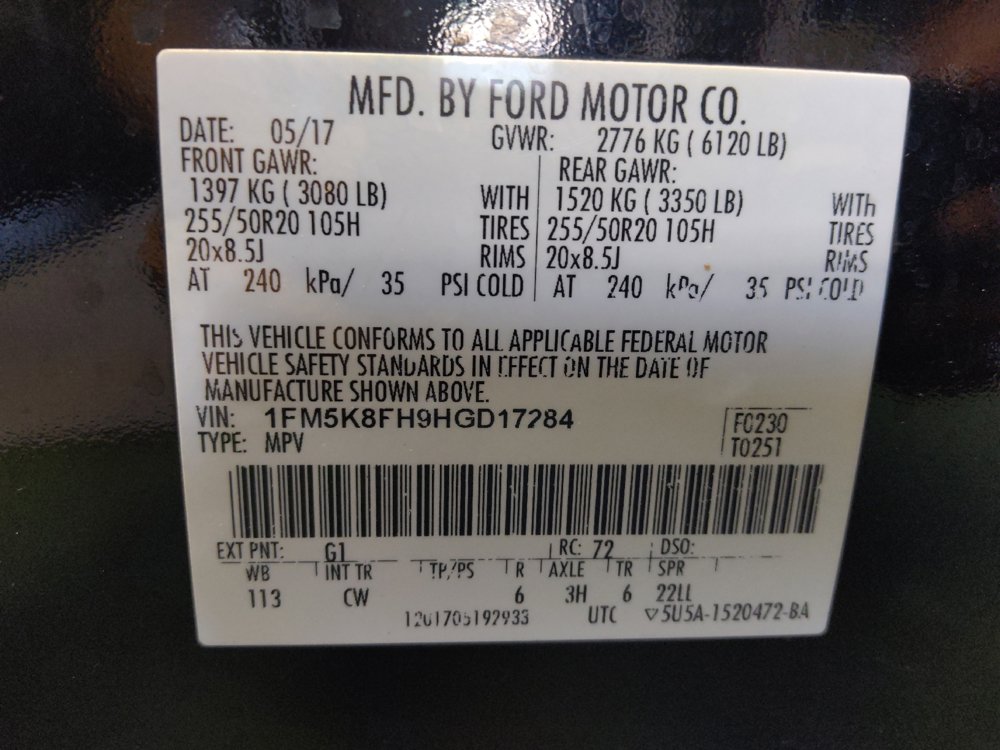 MFD. BY FORD MOTOR CO.
DATE: 05/17 GVWR: 2776 KG ( 6120 LB)
FRONT GAWR: REAR GAWR:
1397 KG ( 3080 LB) WITH 1520 KG ( 3350 LB) WITH
255/50R20 105H TIRES 255/50R20 105H TIRES
20x8.5J RIMS 20x8.5J RIMS
AT 240 kPa/ 35 PSI COLD AT 240 kPa/ 35 PSI COLD
THIS VEHICLE CONFORMS TO ALL APPLICABLE FEDERAL MOTOR
VEHICLE SAFETY STANDARDS IN EFFECT ON THE DATE OF
MANUFACTURE SHOWN ABOVE.
VIN: 1FM5K8FH9HGD17284 F0230
TYPE: MPV T0251
EXT PNT: G1 RC: 72 DSO:
WB INT TR TP/PS R AXLE TR SPR
113 CW 6 3H 6 22LL
1201705192933 UTC ▽5U5A-1520472-BA